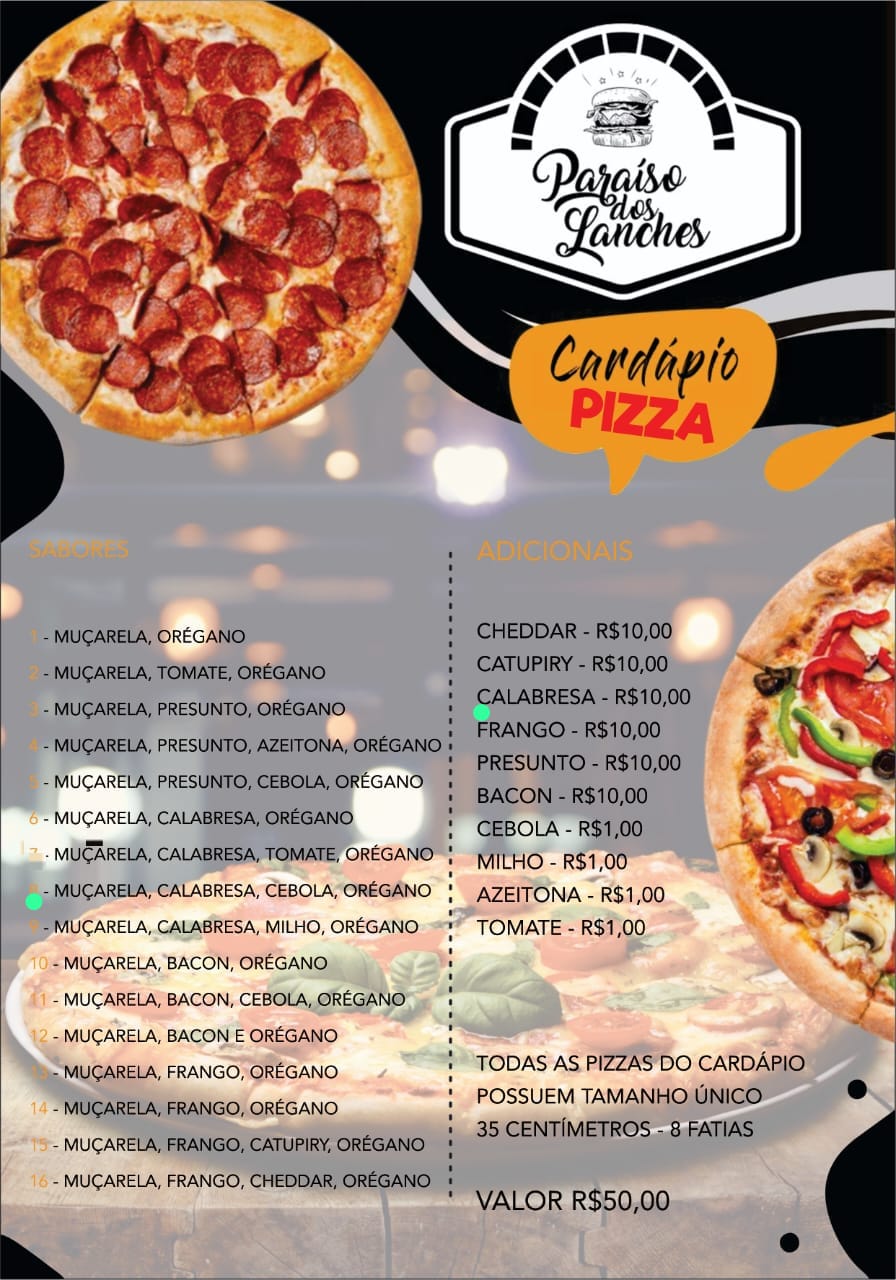 Paraíso
dos
Lanches
Cardápio
PIZZA
SABORES
1 - MUÇARELA, ORÉGANO
2 - MUÇARELA, TOMATE, ORÉGANO
3 - MUÇARELA, PRESUNTO, ORÉGANO
4 - MUÇARELA, PRESUNTO, AZEITONA, ORÉGANO
5 - MUÇARELA, PRESUNTO, CEBOLA, ORÉGANO
6 - MUÇARELA, CALABRESA, ORÉGANO
7 - MUÇARELA, CALABRESA, TOMATE, ORÉGANO
8 - MUÇARELA, CALABRESA, CEBOLA, ORÉGANO
9 - MUÇARELA, CALABRESA, MILHO, ORÉGANO
10 - MUÇARELA, BACON, ORÉGANO
11 - MUÇARELA, BACON, CEBOLA, ORÉGANO
12 - MUÇARELA, BACON E ORÉGANO
13 - MUÇARELA, FRANGO, ORÉGANO
14 - MUÇARELA, FRANGO, ORÉGANO
15 - MUÇARELA, FRANGO, CATUPIRY, ORÉGANO
16 - MUÇARELA, FRANGO, CHEDDAR, ORÉGANO
ADICIONAIS
CHEDDAR - R$10,00
CATUPIRY - R$10,00
CALABRESA - R$10,00
FRANGO - R$10,00
PRESUNTO - R$10,00
BACON - R$10,00
CEBOLA - R$1,00
MILHO - R$1,00
AZEITONA - R$1,00
TOMATE - R$1,00
TODAS AS PIZZAS DO CARDÁPIO
POSSUEM TAMANHO ÚNICO
35 CENTÍMETROS - 8 FATIAS
VALOR R$50,00